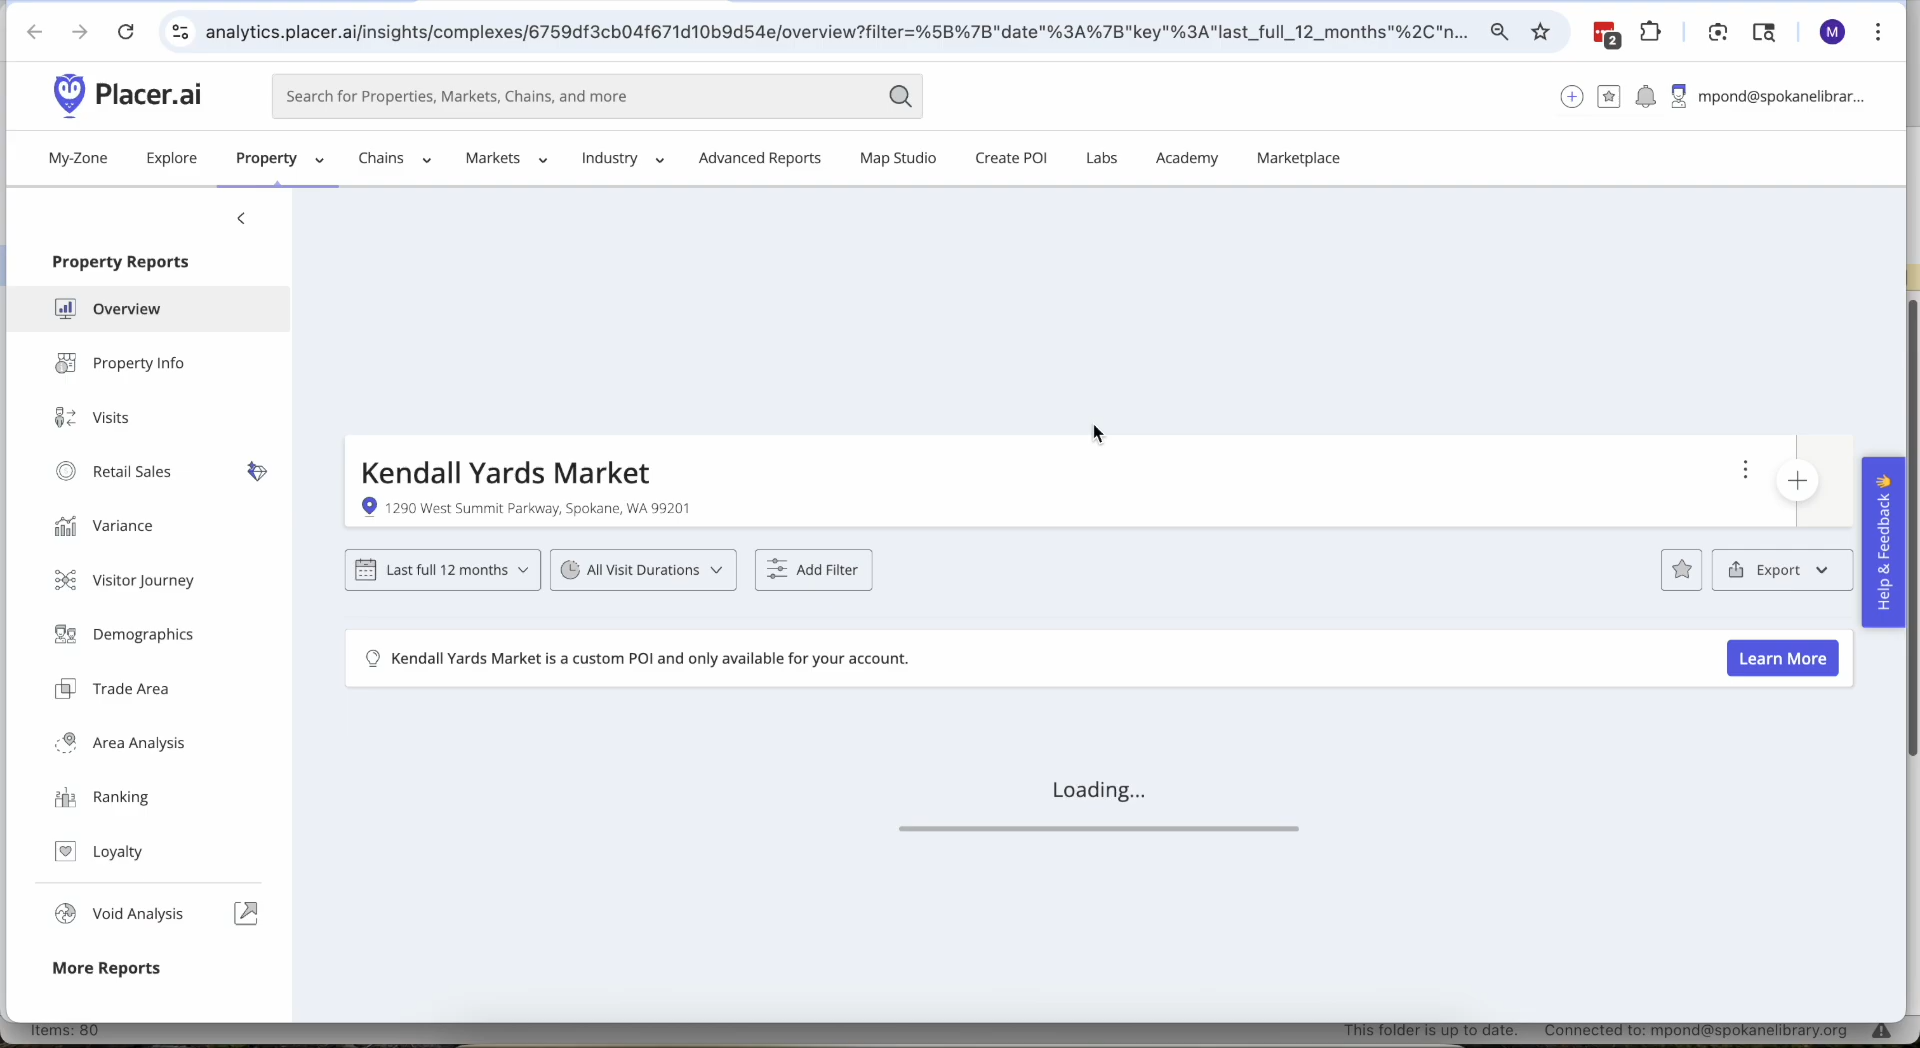 analytics.placer.ai/insights/complexes/6759df3cb04f671d10b9d54e/overview?filter=%5B%7B"date"%3A%7B"key"%3A"last_full_12_months"%2C"n...
2
M
Placer.ai
Search for Properties, Markets, Chains, and more
mpond@spokanelibrar...
My-Zone
Explore
Property
Chains
Markets
Industry
Advanced Reports
Map Studio
Create POI
Labs
Academy
Marketplace
Property Reports
Overview
Property Info
Visits
Retail Sales
Variance
Visitor Journey
Demographics
Trade Area
Area Analysis
Ranking
Loyalty
Void Analysis
More Reports
Kendall Yards Market
1290 West Summit Parkway, Spokane, WA 99201
Last full 12 months
All Visit Durations
Add Filter
Export
Kendall Yards Market is a custom POI and only available for your account.
Learn More
Loading...
Help & Feedback 👋
Items: 80
This folder is up to date.
Connected to: mpond@spokanelibrary.org